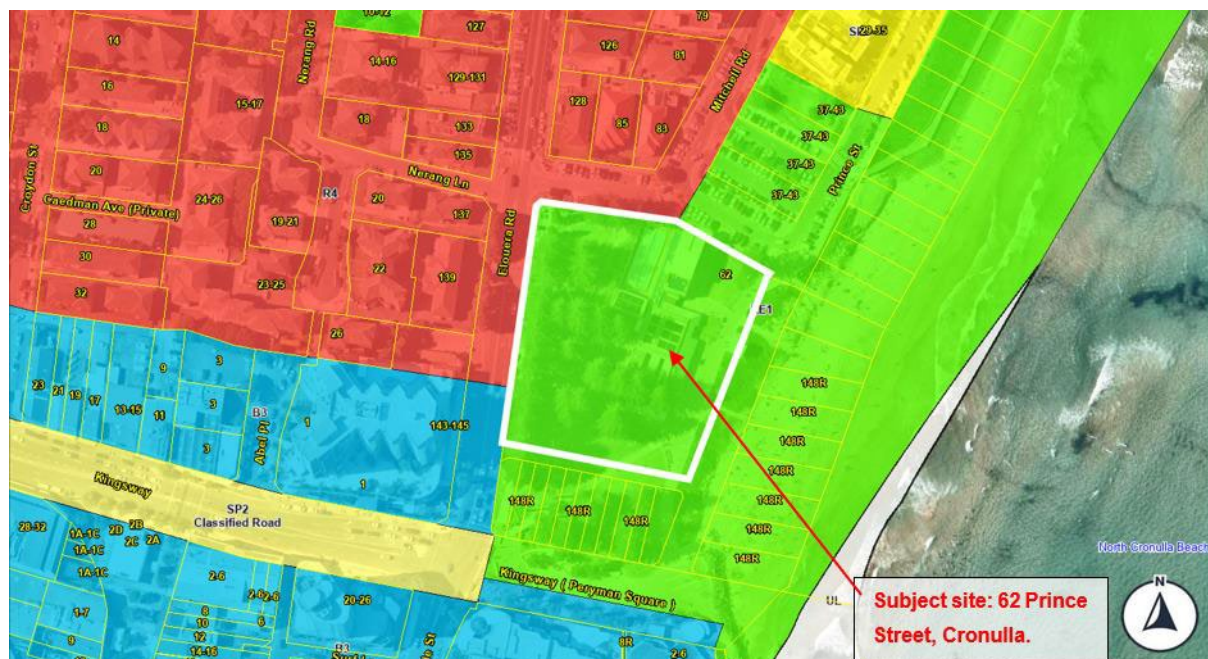 10-12
127
79
14
Nerang Rd
14-16
129-131
126
81
29-35
16
15-17
18
133
128
85
83
Mitchell Rd
37-43
18
135
37-43
37-43
37-43
Prince St
Croydon St
20
24-26
R4
Nerang Ln
20
137
Caedman Ave (Private)
28
19-21
Elouera Rd
62
E1
30
22
139
32
23-25
26
3
9
148R
148R
148R
148R
148R
148R
23
21
19
17
13-15
11
3
3
B3
Abel Pl
1
143-145
1
148R
148R
148R
Kingsway
SP2
Classified Road
28-32
1A-1C
2D
2B
2C
2A
1A-1C
1A-1C
2-6
2-6
2-6
Kingsway ( Peryman Square )
North Cronulla Beach
1-7
8
10
6
20-26
12
9
14-16
B3
8R
2-6
UL
Subject site: 62 Prince
Street, Cronulla.
N